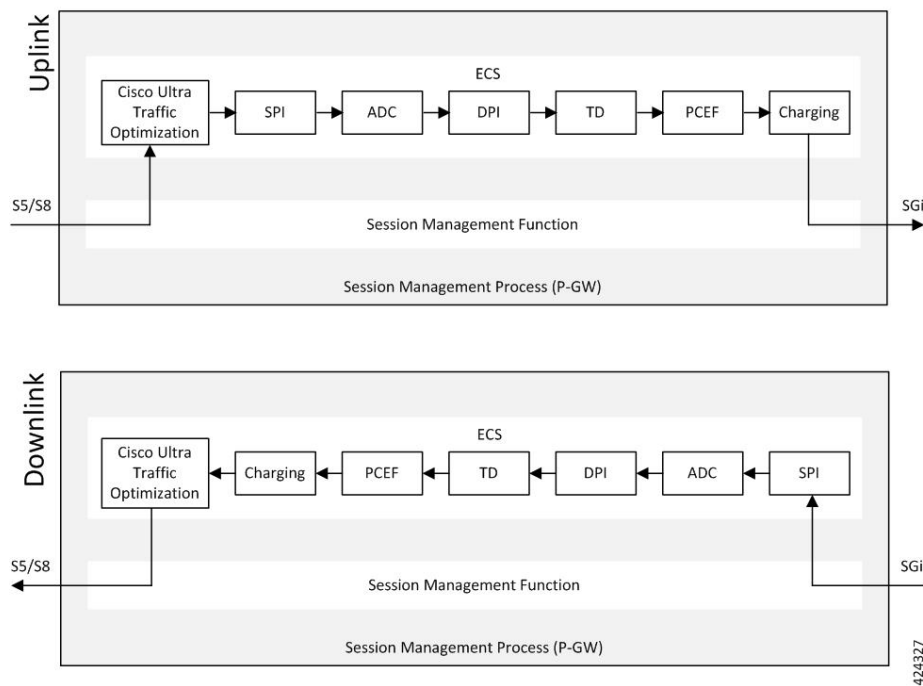 Uplink
ECS
Cisco Ultra
Traffic
Optimization
SPI
ADC
DPI
TD
PCEF
Charging
S5/S8
SGi
Session Management Function
Session Management Process (P-GW)
Downlink
ECS
Cisco Ultra
Traffic
Optimization
Charging
PCEF
TD
DPI
ADC
SPI
S5/S8
SGi
Session Management Function
Session Management Process (P-GW)
424327